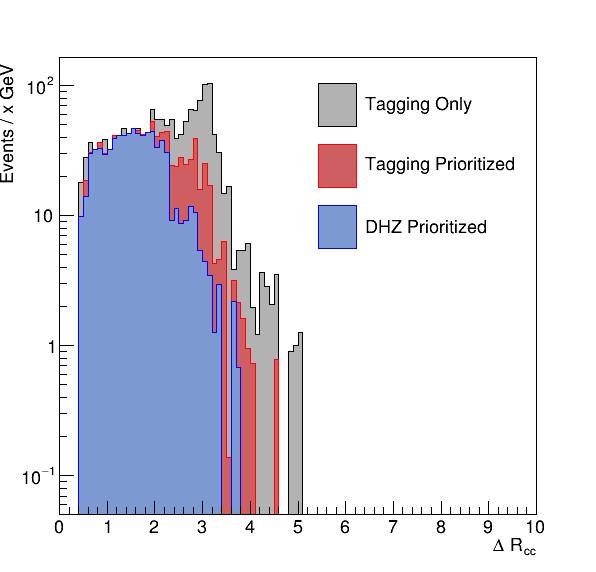 Events / x GeV
10²
10
1
10⁻¹
Tagging Only
Tagging Prioritized
DHZ Prioritized
0 1 2 3 4 5 6 7 8 9 10
Δ R_cc